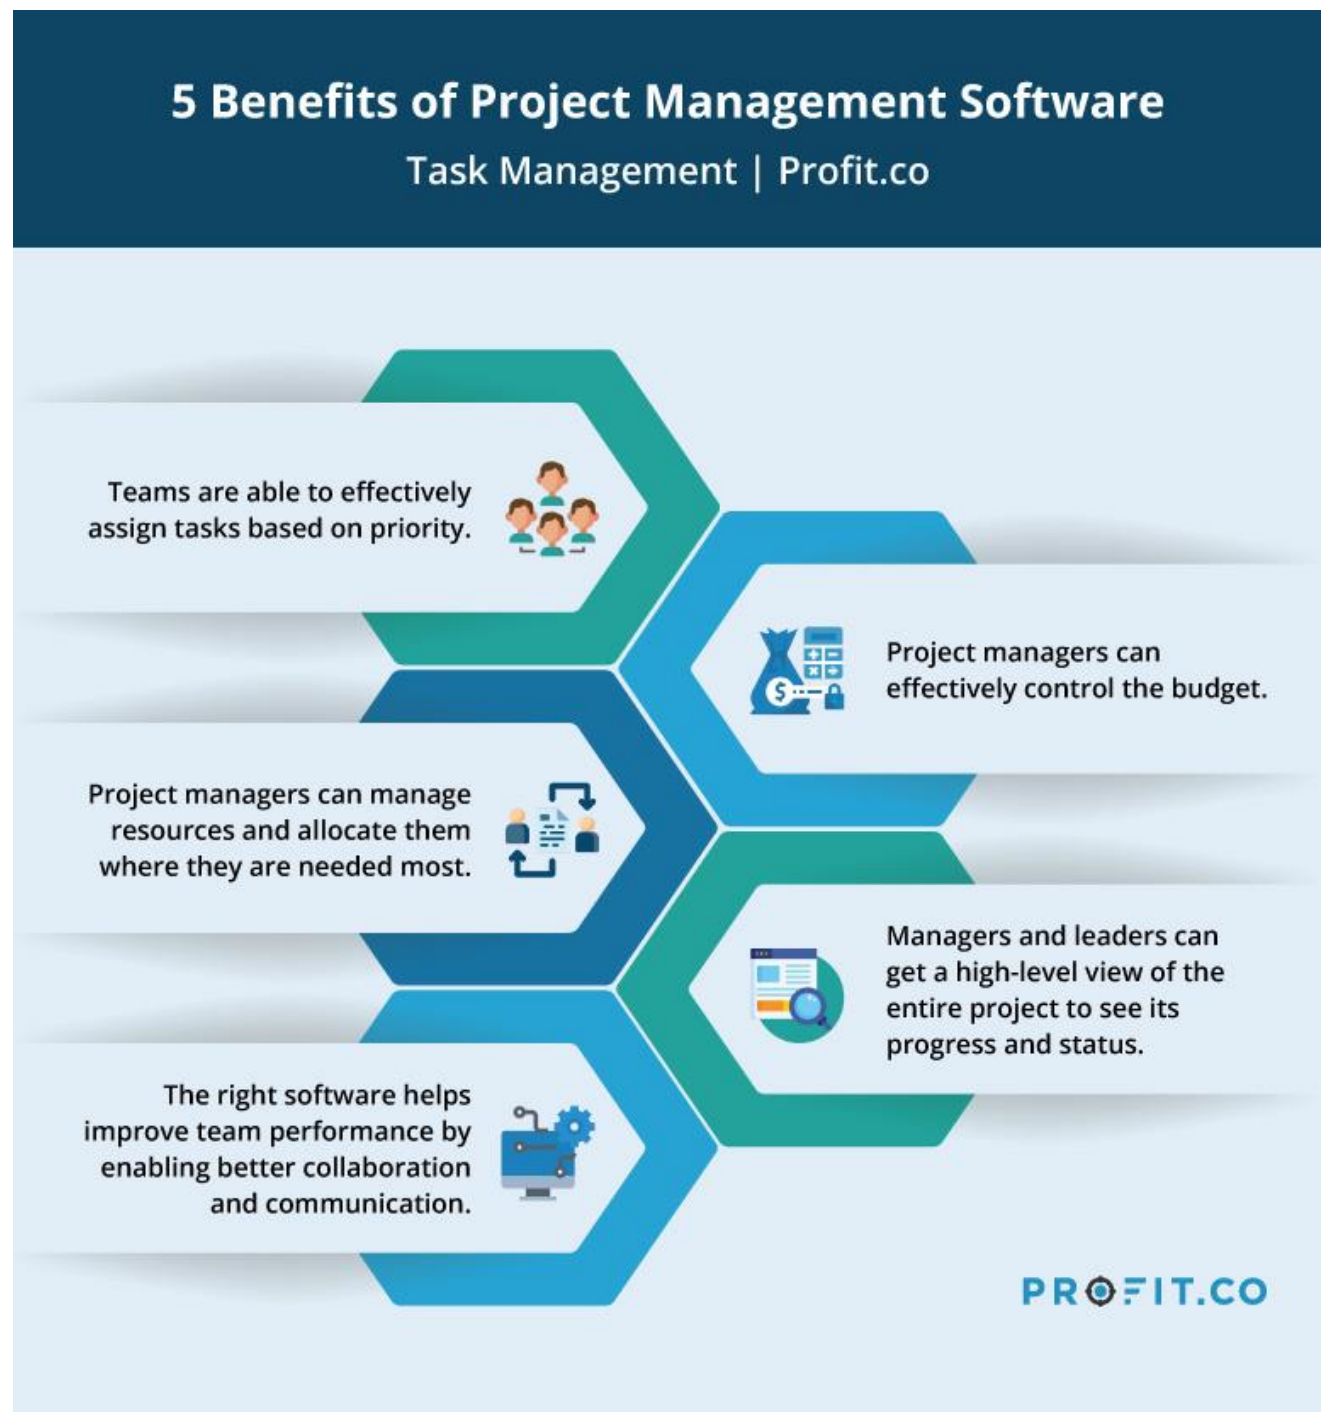 5 Benefits of Project Management Software
Task Management | Profit.co
Teams are able to effectively
assign tasks based on priority.
Project managers can
effectively control the budget.
Project managers can manage
resources and allocate them
where they are needed most.
Managers and leaders can
get a high-level view of the
entire project to see its
progress and status.
The right software helps
improve team performance by
enabling better collaboration
and communication.
PROFIT.CO